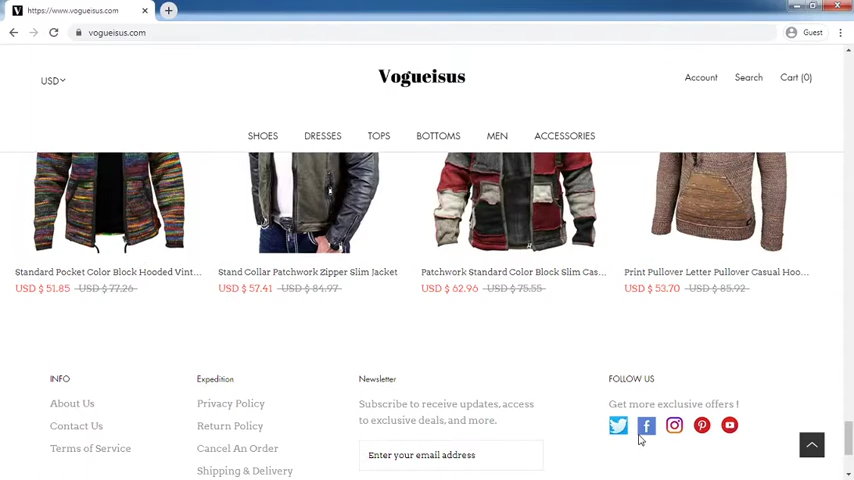 https://www.vogueisus.com
vogueisus.com
Guest
USD
Vogueisus
Account
Search
Cart (0)
SHOES
DRESSES
TOPS
BOTTOMS
MEN
ACCESSORIES
Standard Pocket Color Block Hooded Vint...
Stand Collar Patchwork Zipper Slim Jacket
Patchwork Standard Color Block Slim Cas...
Print Pullover Letter Pullover Casual Hoo...
USD $ 51.85 USD $ 77.26
USD $ 57.41 USD $ 84.97
USD $ 62.96 USD $ 75.55
USD $ 53.70 USD $ 85.92
INFO
About Us
Contact Us
Terms of Service
Expedition
Privacy Policy
Return Policy
Cancel An Order
Shipping & Delivery
Newsletter
Subscribe to receive updates, access
to exclusive deals, and more.
Enter your email address
FOLLOW US
Get more exclusive offers !